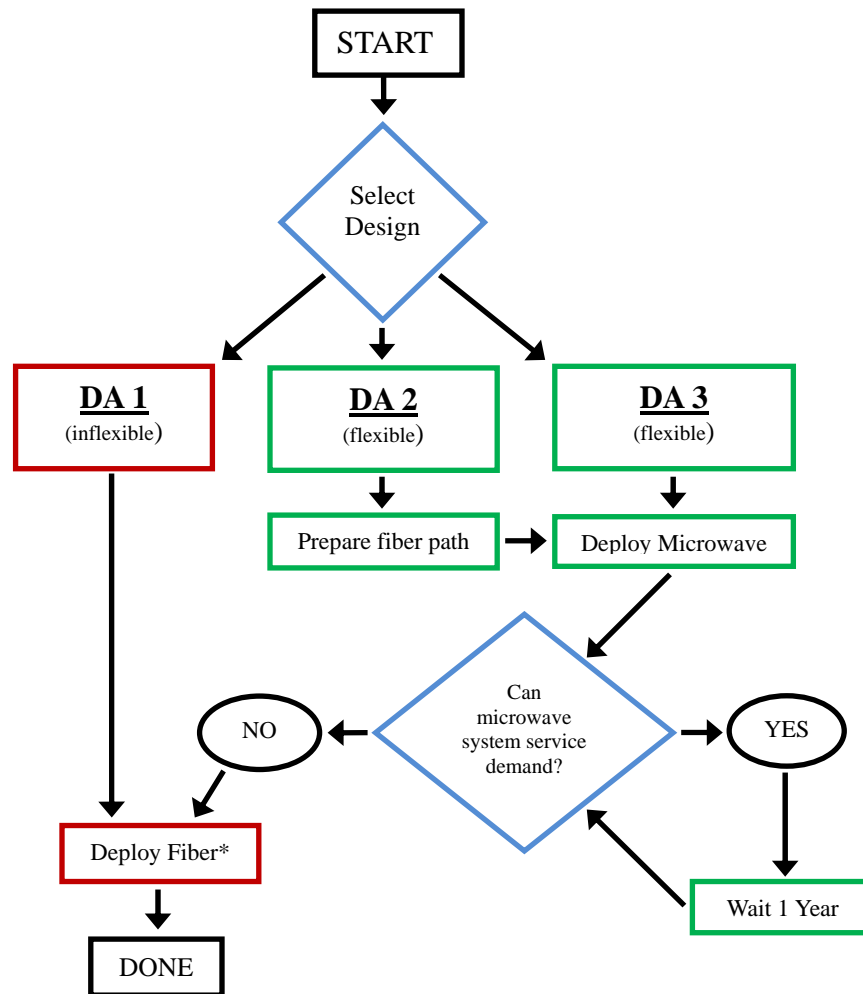 START
Select
Design
DA 1
(inflexible)
DA 2
(flexible)
DA 3
(flexible)
Prepare fiber path
Deploy Microwave
Can
microwave
system service
demand?
NO
YES
Deploy Fiber*
Wait 1 Year
DONE